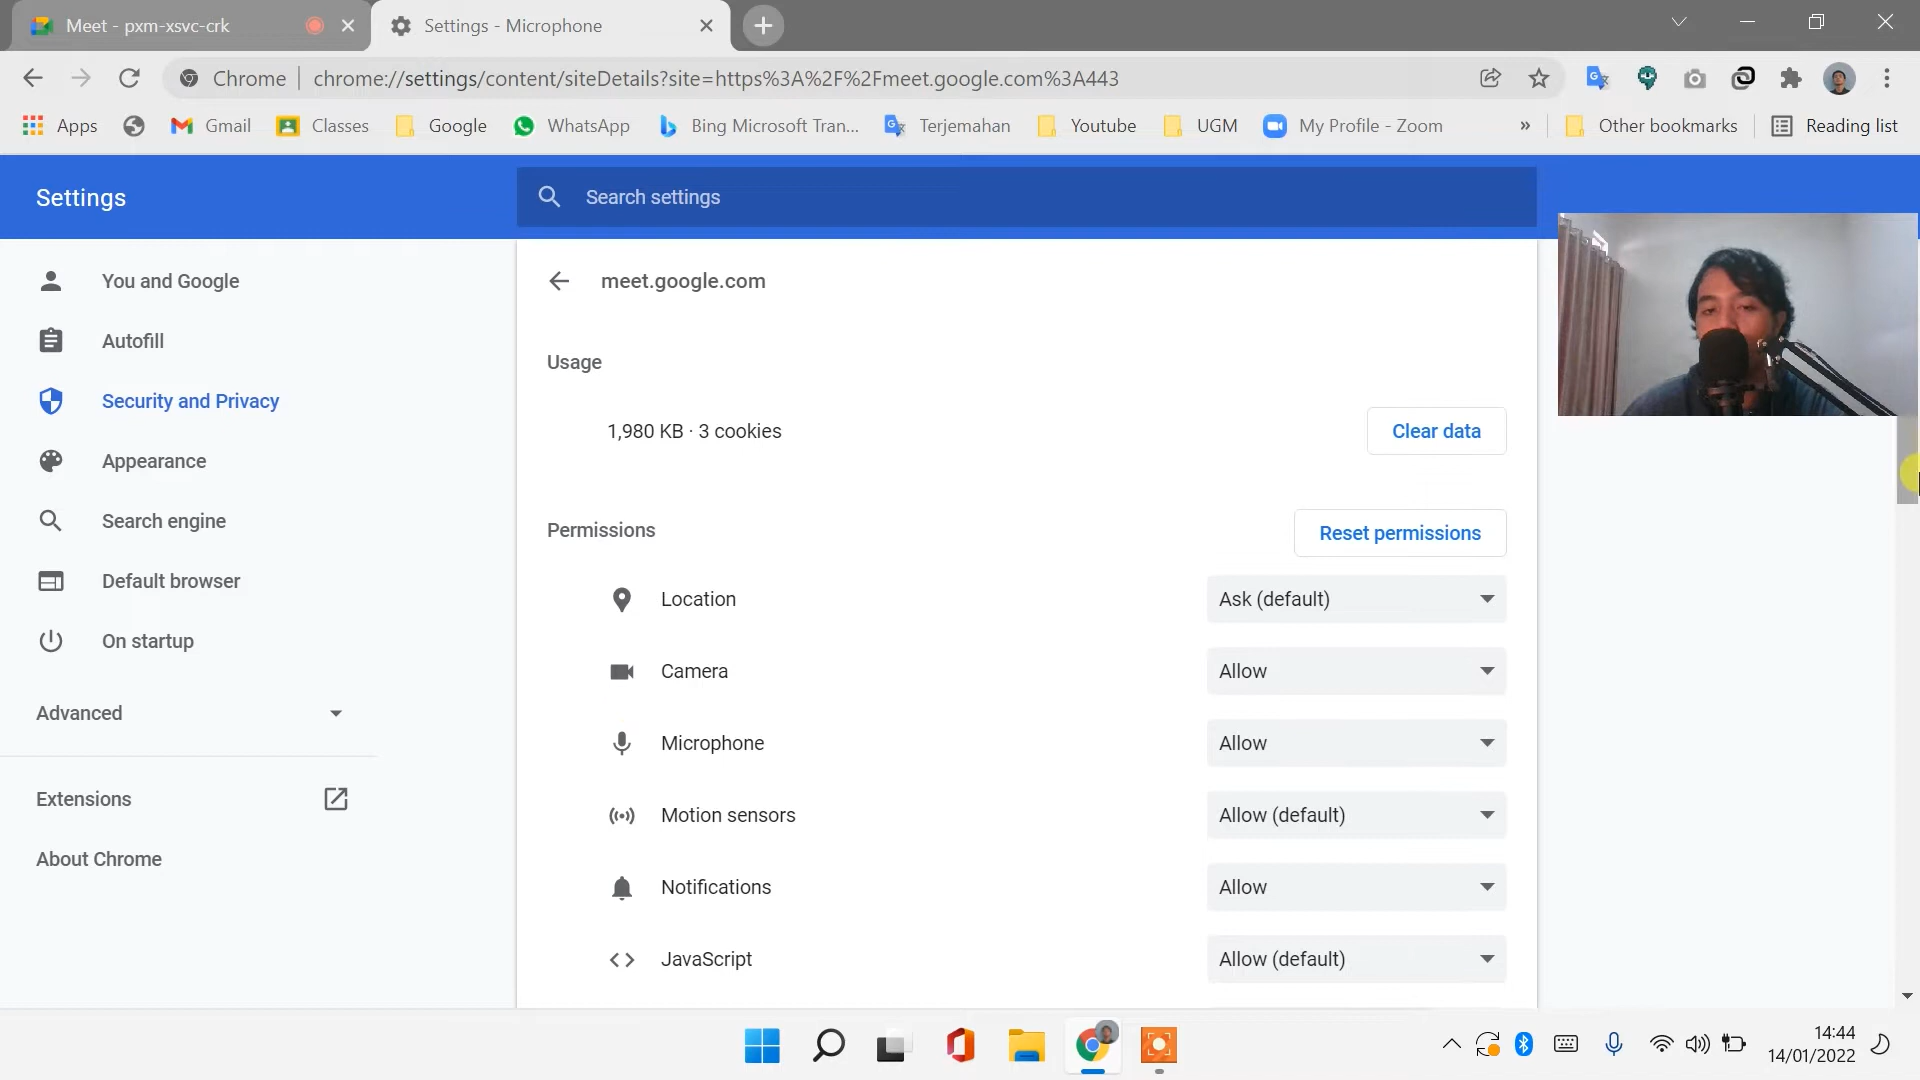 Meet - pxm-xsvc-crk
Settings - Microphone
Chrome
chrome://settings/content/siteDetails?site=https%3A%2F%2Fmeet.google.com%3A443
Apps
Gmail
Classes
Google
WhatsApp
Bing Microsoft Tran...
Terjemahan
Youtube
UGM
My Profile - Zoom
»
Other bookmarks
Reading list
Settings
Search settings
You and Google
Autofill
Security and Privacy
Appearance
Search engine
Default browser
On startup
Advanced
Extensions
About Chrome
meet.google.com
Usage
1,980 KB · 3 cookies
Clear data
Permissions
Reset permissions
Location
Ask (default)
Camera
Allow
Microphone
Allow
Motion sensors
Allow (default)
Notifications
Allow
JavaScript
Allow (default)
14:44
14/01/2022